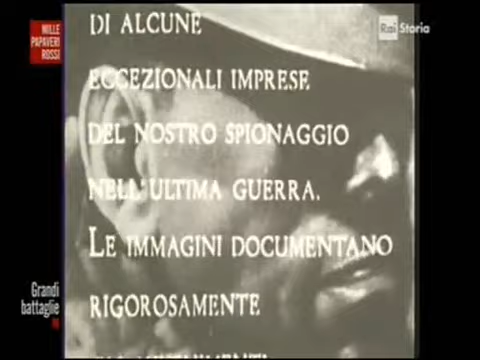 MILLE
PAPAVERI
ROSSI
Rai Storia
DI ALCUNE
ECCEZIONALI IMPRESE
DEL NOSTRO SPIONAGGIO
NELL'ULTIMA GUERRA.
LE IMMAGINI DOCUMENTANO
RIGOROSAMENTE
Grandi
battaglie